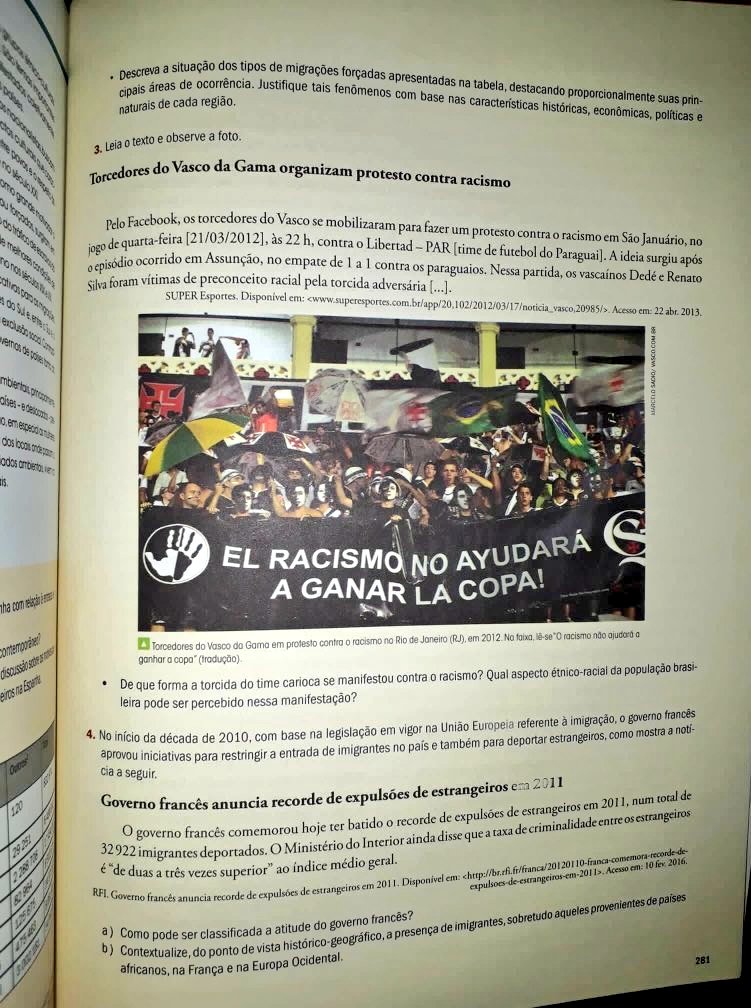 • Descreva a situação dos tipos de migrações forçadas apresentadas na tabela, destacando proporcionalmente suas prin-
cipais áreas de ocorrência. Justifique tais fenômenos com base nas características históricas, econômicas, políticas e
naturais de cada região.
3. Leia o texto e observe a foto.
Torcedores do Vasco da Gama organizam protesto contra racismo
Pelo Facebook, os torcedores do Vasco se mobilizaram para fazer um protesto contra o racismo em São Januário, no
jogo de quarta-feira [21/03/2012], às 22 h, contra o Libertad – PAR [time de futebol do Paraguai]. A ideia surgiu após
o episódio ocorrido em Assunção, no empate de 1 a 1 contra os paraguaios. Nessa partida, os vascaínos Dedé e Renato
Silva foram vítimas de preconceito racial pela torcida adversária [...].
SUPER Esportes. Disponível em: <www.superesportes.com.br/app/20,102/2012/03/17/noticia_vasco,20985/>. Acesso em: 22 abr. 2013.
MARCELO SADIO/ VASCO.COM.BR
EL RACISMO NO AYUDARÁ
A GANAR LA COPA!
Torcedores do Vasco da Gama em protesto contra o racismo no Rio de Janeiro (RJ), em 2012. Na faixa, lê-se "O racismo não ajudará a
ganhar a copa" (tradução).
• De que forma a torcida do time carioca se manifestou contra o racismo? Qual aspecto étnico-racial da população brasi-
leira pode ser percebido nessa manifestação?
4. No início da década de 2010, com base na legislação em vigor na União Europeia referente à imigração, o governo francês
aprovou iniciativas para restringir a entrada de imigrantes no país e também para deportar estrangeiros, como mostra a notí-
cia a seguir.
Governo francês anuncia recorde de expulsões de estrangeiros em 2011
O governo francês comemorou hoje ter batido o recorde de expulsões de estrangeiros em 2011, num total de
32 922 imigrantes deportados. O Ministério do Interior ainda disse que a taxa de criminalidade entre os estrangeiros
é "de duas a três vezes superior" ao índice médio geral.
RFI. Governo francês anuncia recorde de expulsões de estrangeiros em 2011. Disponível em: <http://br.rfi.fr/franca/20120110-franca-comemora-recorde-de-
expulsoes-de-estrangeiros-em-2011>. Acesso em: 10 fev. 2016.
a) Como pode ser classificada a atitude do governo francês?
b) Contextualize, do ponto de vista histórico-geográfico, a presença de imigrantes, sobretudo aqueles provenientes de países
africanos, na França e na Europa Ocidental.
281